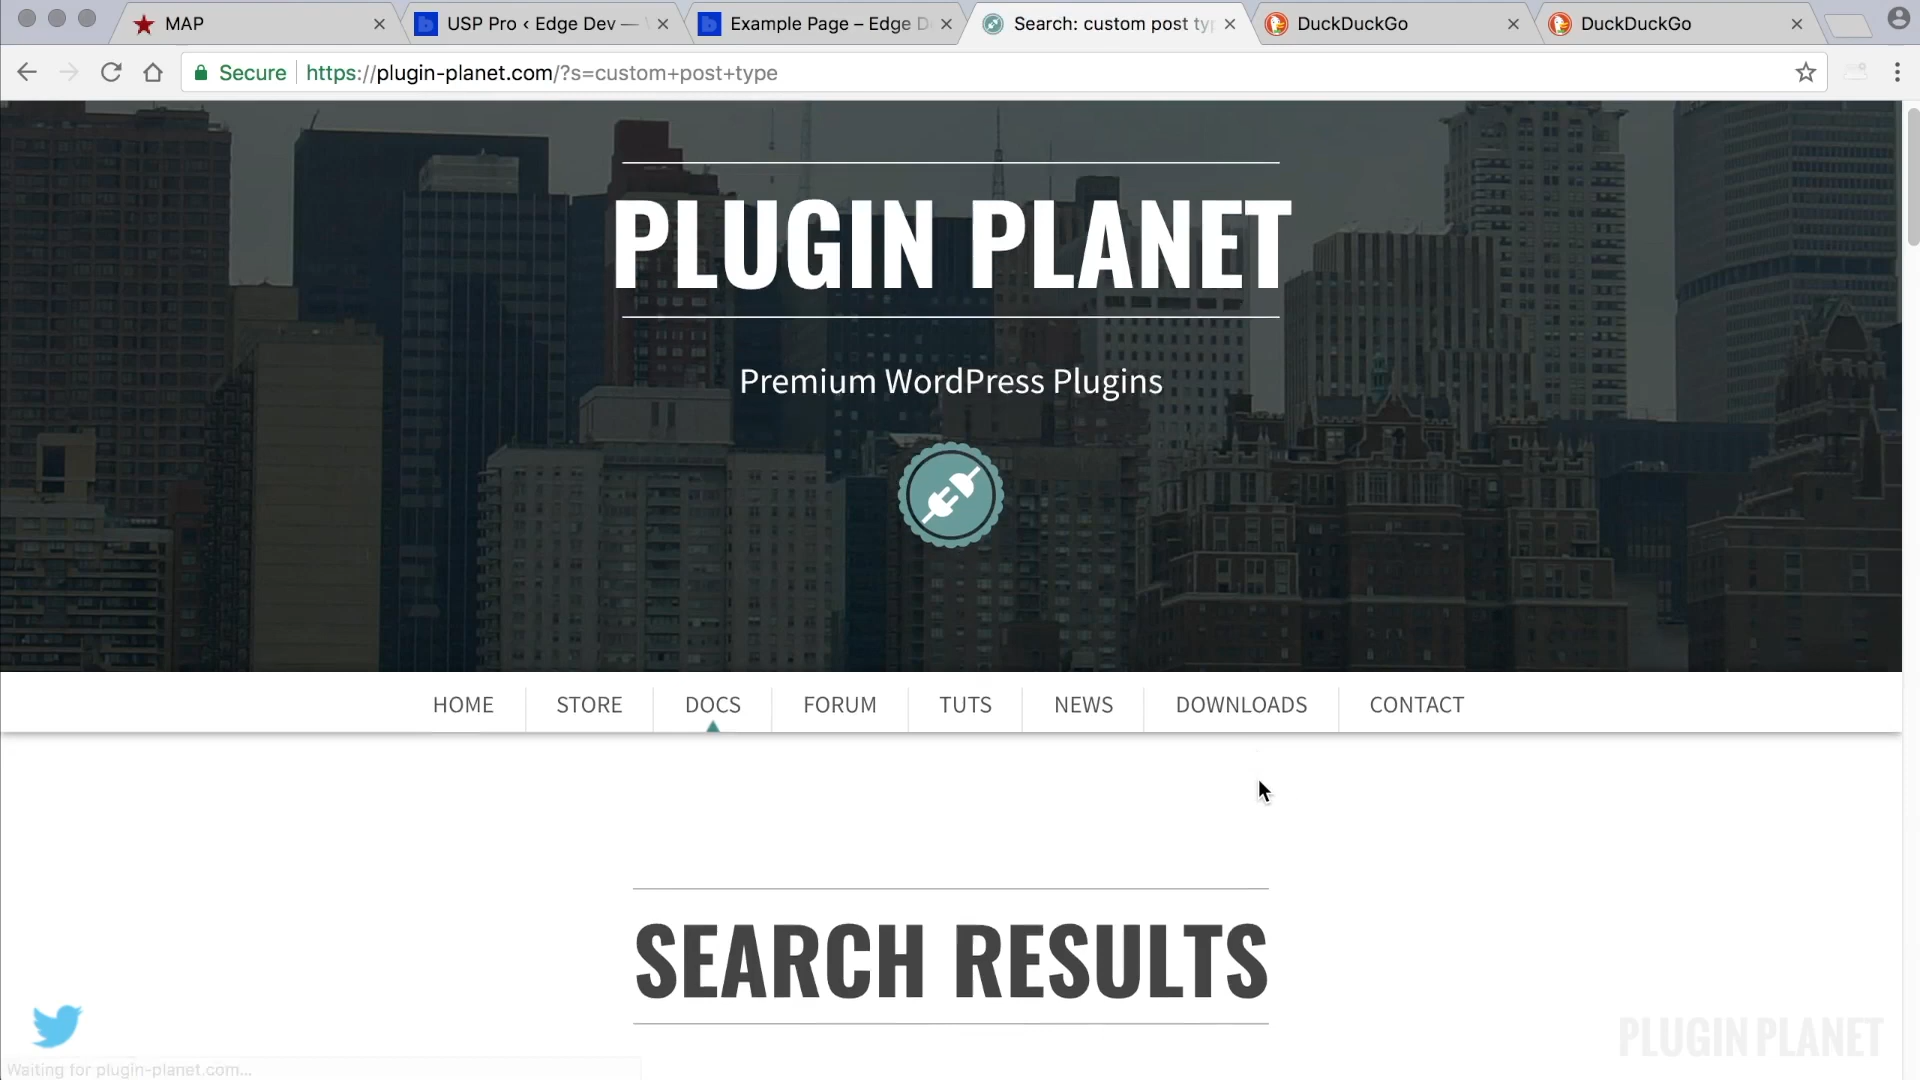 MAP
USP Pro ‹ Edge Dev —
Example Page – Edge D
Search: custom post typ
DuckDuckGo
DuckDuckGo
Secure
https://plugin-planet.com/?s=custom+post+type
PLUGIN PLANET
Premium WordPress Plugins
HOME
STORE
DOCS
FORUM
TUTS
NEWS
DOWNLOADS
CONTACT
SEARCH RESULTS
PLUGIN PLANET
Waiting for plugin-planet.com...